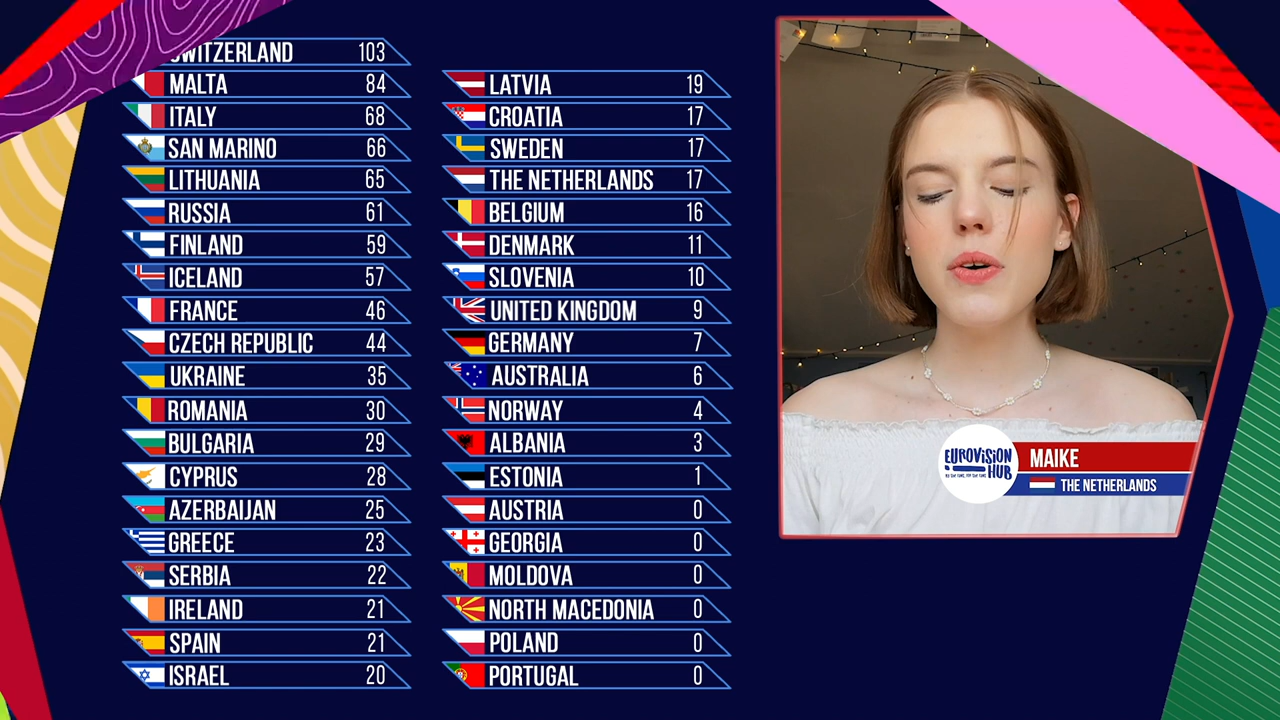 SWITZERLAND 103
MALTA 84
ITALY 68
SAN MARINO 66
LITHUANIA 65
RUSSIA 61
FINLAND 59
ICELAND 57
FRANCE 46
CZECH REPUBLIC 44
UKRAINE 35
ROMANIA 30
BULGARIA 29
CYPRUS 28
AZERBAIJAN 25
GREECE 23
SERBIA 22
IRELAND 21
SPAIN 21
ISRAEL 20
LATVIA 19
CROATIA 17
SWEDEN 17
THE NETHERLANDS 17
BELGIUM 16
DENMARK 11
SLOVENIA 10
UNITED KINGDOM 9
GERMANY 7
AUSTRALIA 6
NORWAY 4
ALBANIA 3
ESTONIA 1
AUSTRIA 0
GEORGIA 0
MOLDOVA 0
NORTH MACEDONIA 0
POLAND 0
PORTUGAL 0
EUROVISION
HUB
MAIKE
THE NETHERLANDS